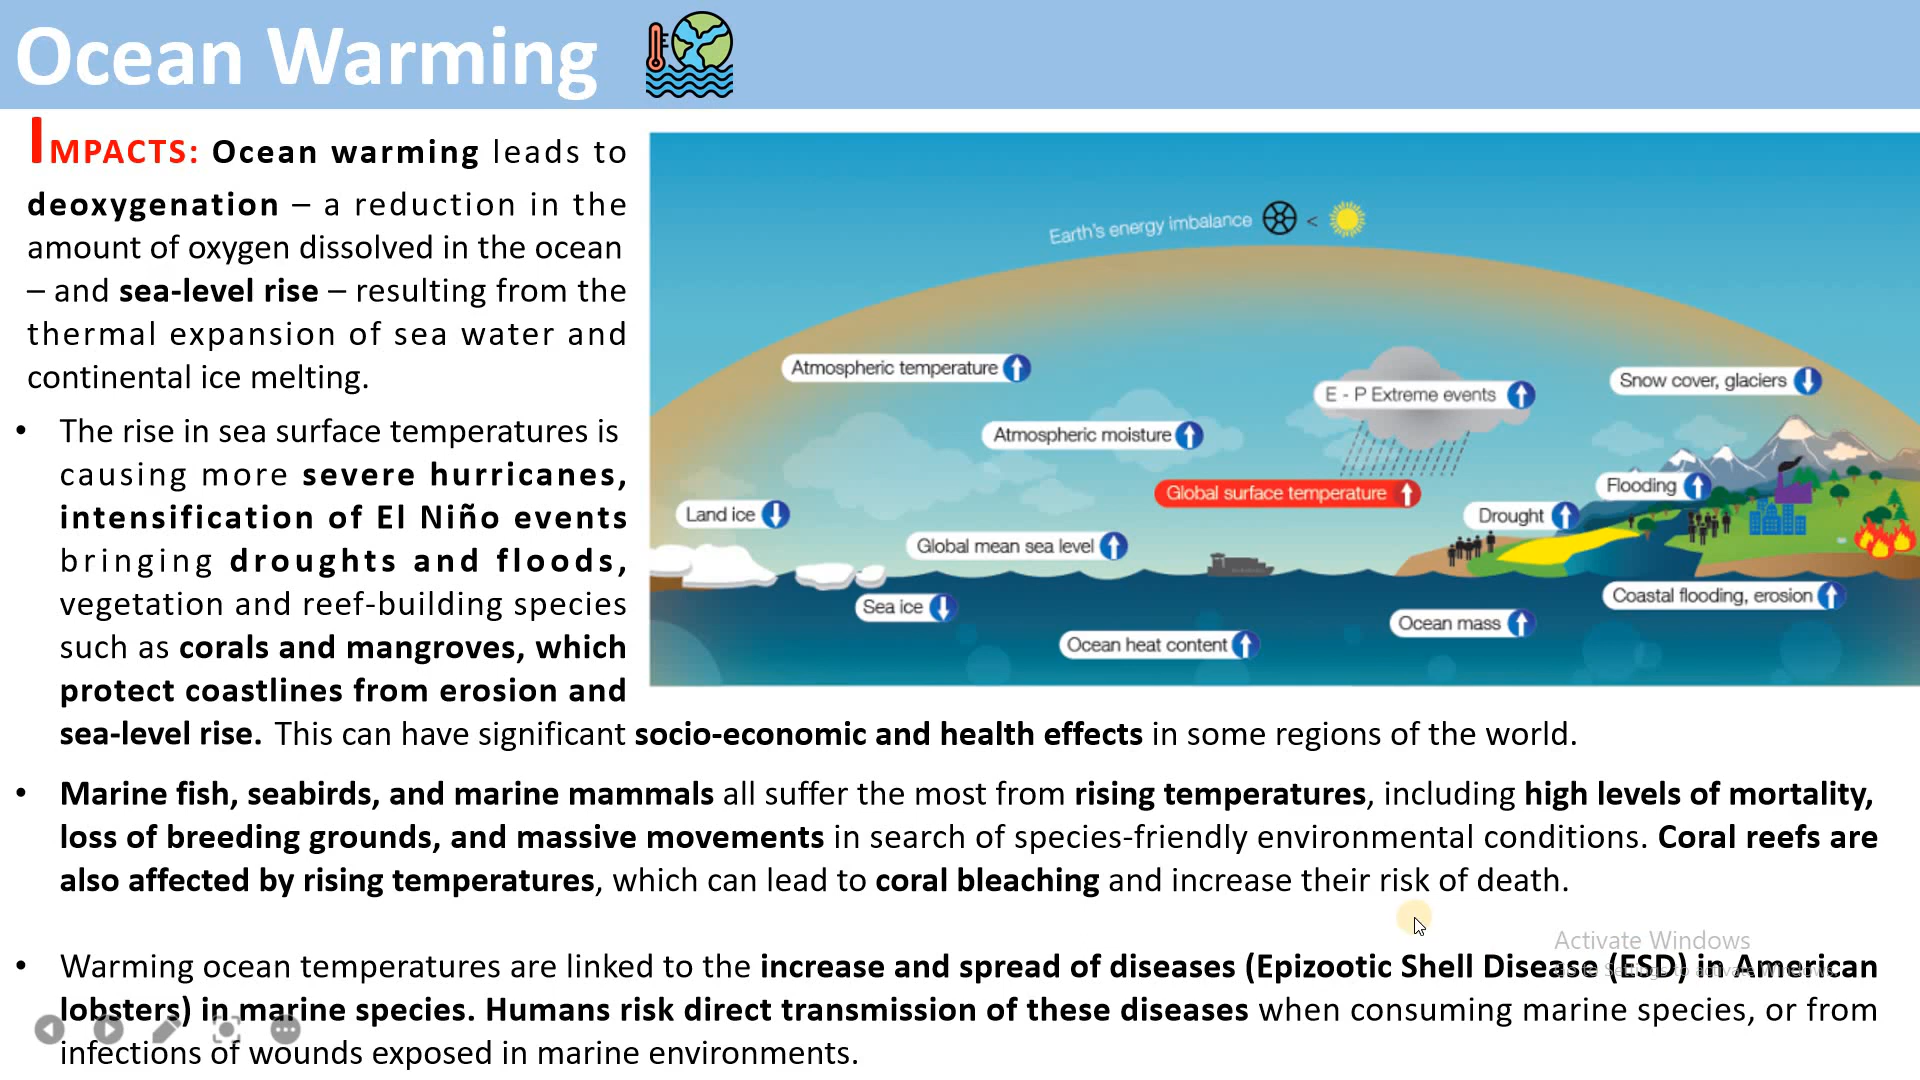 Ocean Warming
IMPACTS: Ocean warming leads to
deoxygenation – a reduction in the
amount of oxygen dissolved in the ocean
– and sea-level rise – resulting from the
thermal expansion of sea water and
continental ice melting.
• The rise in sea surface temperatures is
causing more severe hurricanes,
intensification of El Niño events
bringing droughts and floods,
vegetation and reef-building species
such as corals and mangroves, which
protect coastlines from erosion and
sea-level rise. This can have significant socio-economic and health effects in some regions of the world.
• Marine fish, seabirds, and marine mammals all suffer the most from rising temperatures, including high levels of mortality,
loss of breeding grounds, and massive movements in search of species-friendly environmental conditions. Coral reefs are
also affected by rising temperatures, which can lead to coral bleaching and increase their risk of death.
• Warming ocean temperatures are linked to the increase and spread of diseases (Epizootic Shell Disease (ESD) in American
lobsters) in marine species. Humans risk direct transmission of these diseases when consuming marine species, or from
infections of wounds exposed in marine environments.
Earth's energy imbalance <
Atmospheric temperature
E - P Extreme events
Snow cover, glaciers
Atmospheric moisture
Global surface temperature
Flooding
Land ice
Drought
Global mean sea level
Coastal flooding, erosion
Sea ice
Ocean mass
Ocean heat content
Activate Windows
Go to Settings to activate Windows.